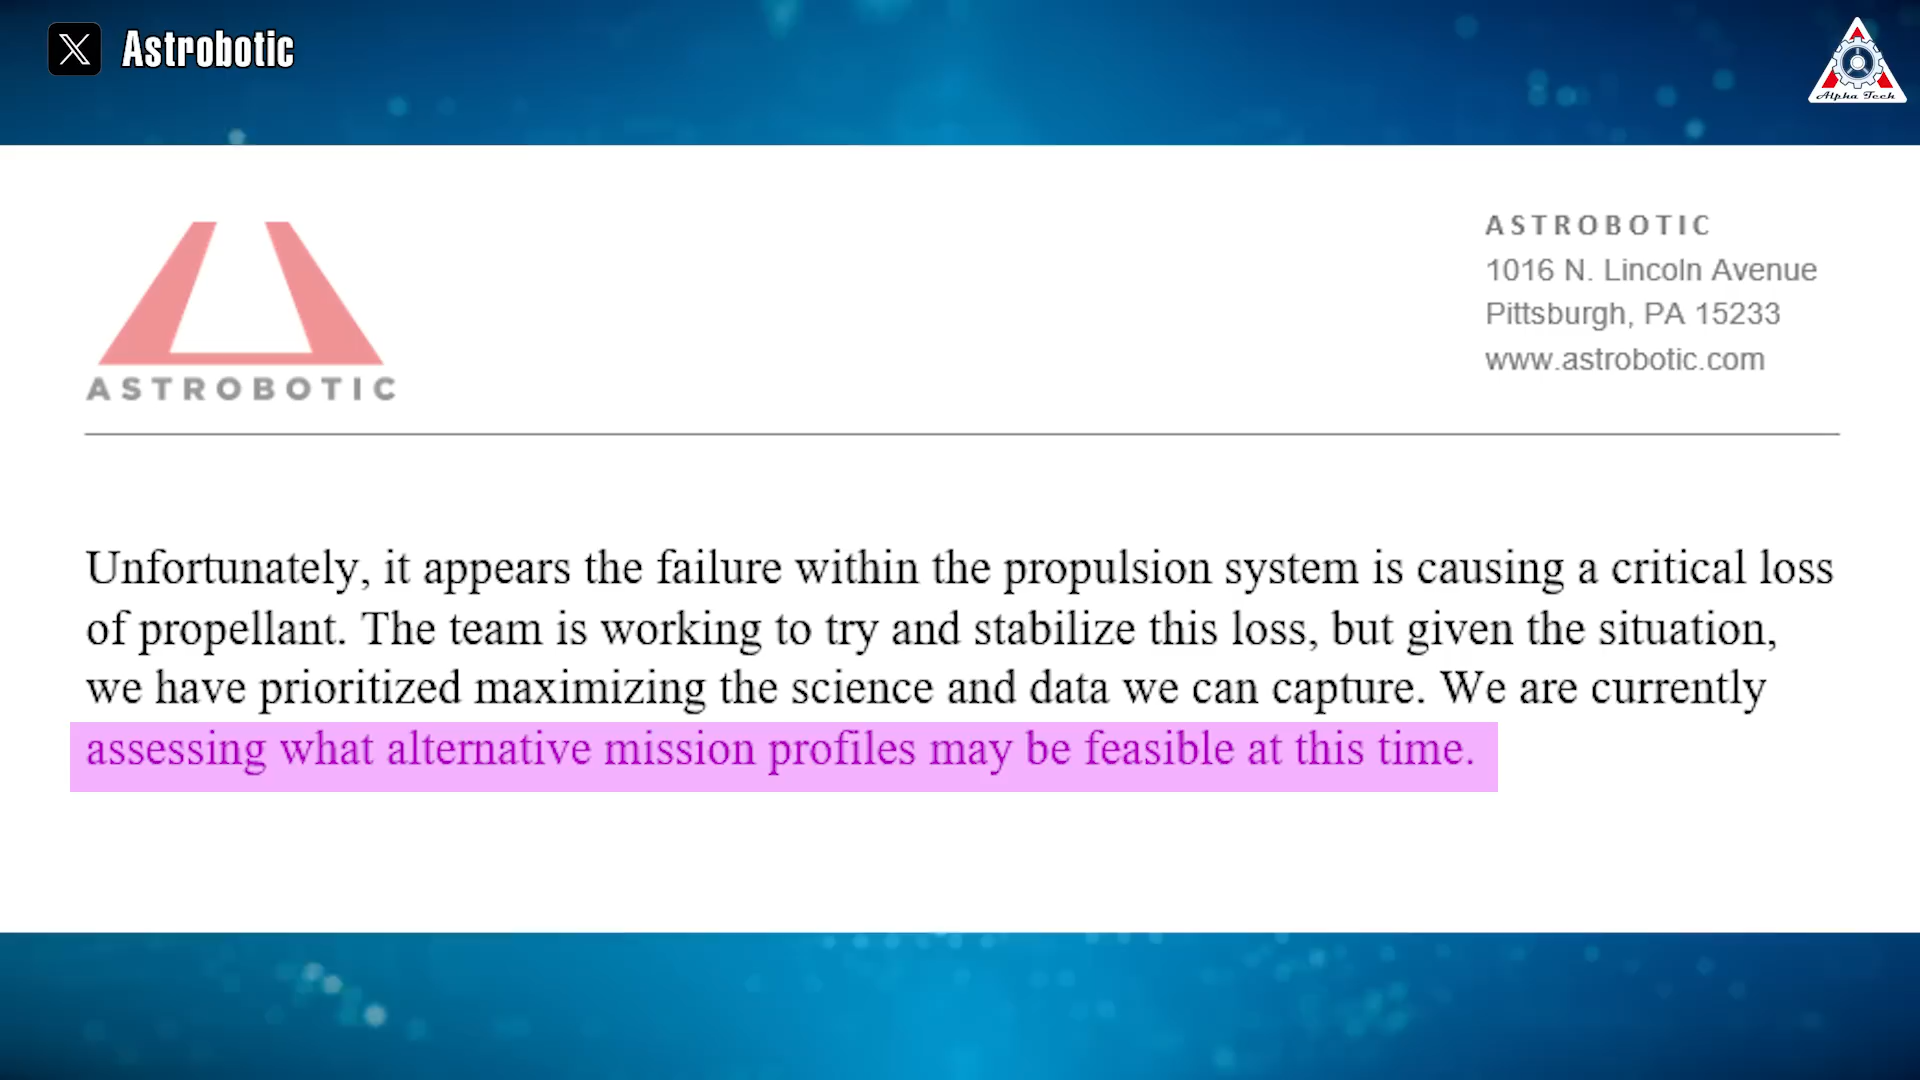 Astrobotic
Alpha Tech
ASTROBOTIC
ASTROBOTIC
1016 N. Lincoln Avenue
Pittsburgh, PA 15233
www.astrobotic.com
Unfortunately, it appears the failure within the propulsion system is causing a critical loss
of propellant. The team is working to try and stabilize this loss, but given the situation,
we have prioritized maximizing the science and data we can capture. We are currently
assessing what alternative mission profiles may be feasible at this time.